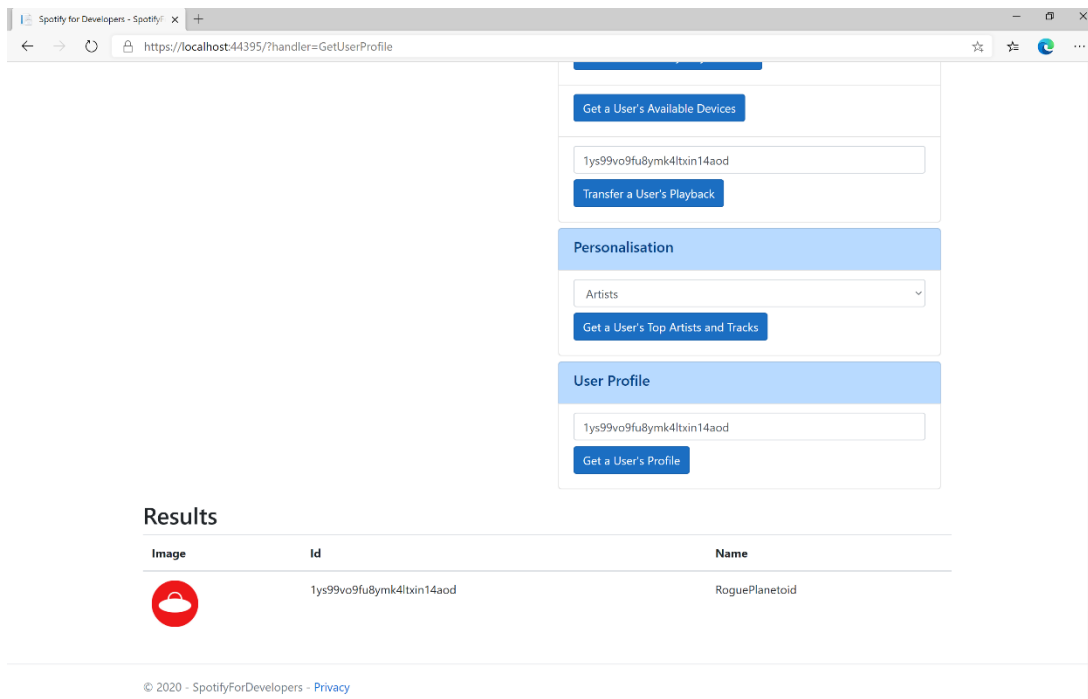 Spotify for Developers - Spotify
https://localhost:44395/?handler=GetUserProfile
Get a User's Available Devices
1ys99vo9fu8ymk4ltxin14aod
Transfer a User's Playback
Personalisation
Artists
Get a User's Top Artists and Tracks
User Profile
1ys99vo9fu8ymk4ltxin14aod
Get a User's Profile
Results
Image Id Name
1ys99vo9fu8ymk4ltxin14aod RoguePlanetoid
© 2020 - SpotifyForDevelopers - Privacy